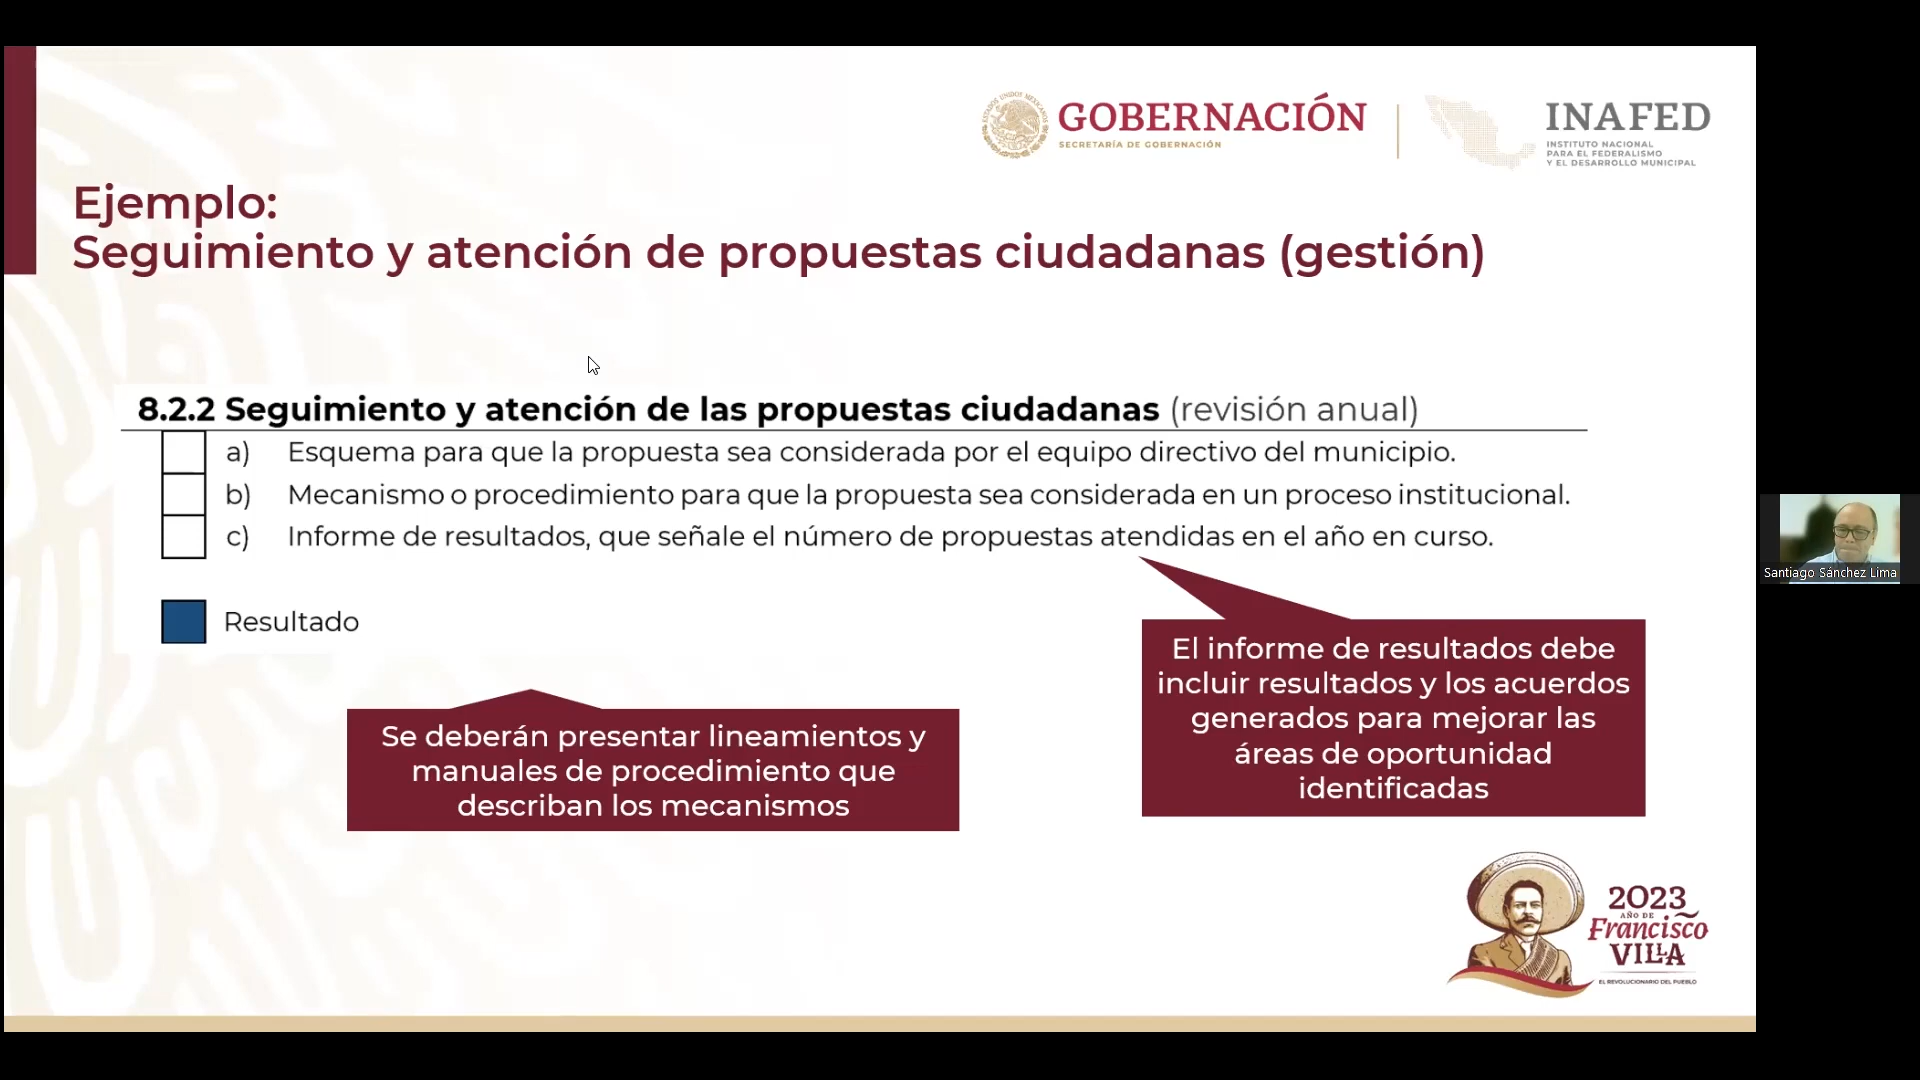 GOBERNACIÓN
SECRETARÍA DE GOBERNACIÓN
INAFED
INSTITUTO NACIONAL
PARA EL FEDERALISMO
Y EL DESARROLLO MUNICIPAL
Ejemplo:
Seguimiento y atención de propuestas ciudadanas (gestión)
8.2.2 Seguimiento y atención de las propuestas ciudadanas (revisión anual)
a) Esquema para que la propuesta sea considerada por el equipo directivo del municipio.
b) Mecanismo o procedimiento para que la propuesta sea considerada en un proceso institucional.
c) Informe de resultados, que señale el número de propuestas atendidas en el año en curso.
Resultado
El informe de resultados debe
incluir resultados y los acuerdos
generados para mejorar las
áreas de oportunidad
identificadas
Se deberán presentar lineamientos y
manuales de procedimiento que
describan los mecanismos
Santiago Sánchez Lima
2023
AÑO DE
Francisco
VILLA
EL REVOLUCIONARIO DEL PUEBLO